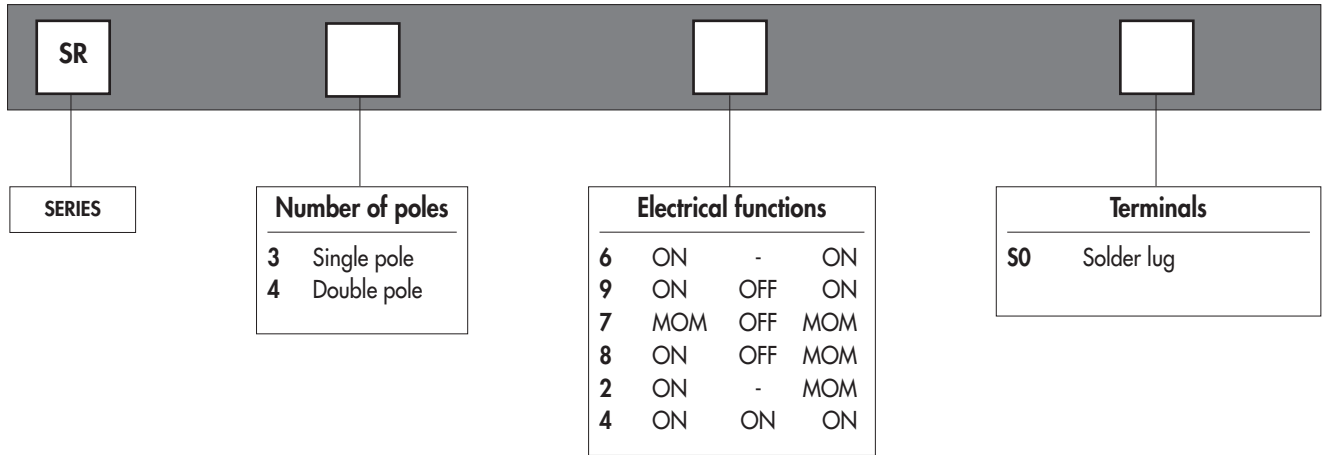 SR
SERIES
Number of poles
3 Single pole
4 Double pole
Electrical functions
6 ON - ON
9 ON OFF ON
7 MOM OFF MOM
8 ON OFF MOM
2 ON - MOM
4 ON ON ON
Terminals
S0 Solder lug